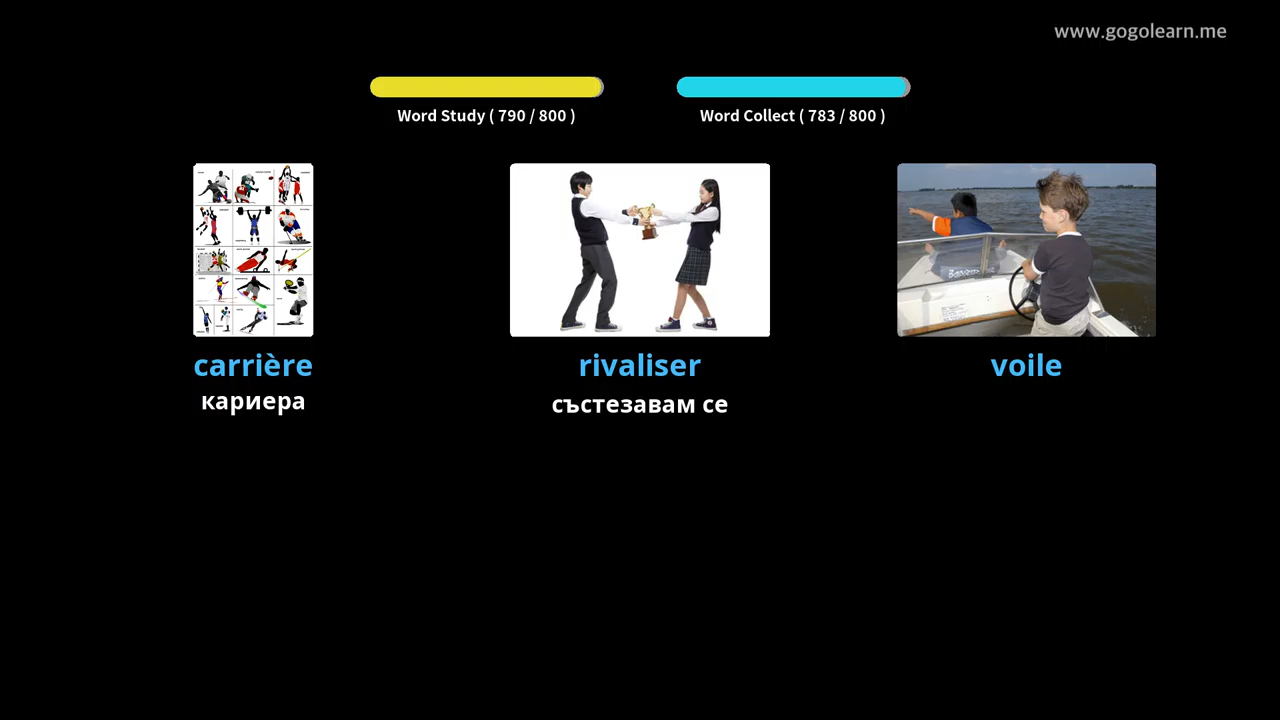 www.gogolearn.me
Word Study ( 790 / 800 )
Word Collect ( 783 / 800 )
carrière
rivaliser
voile
кариера
състезавам се